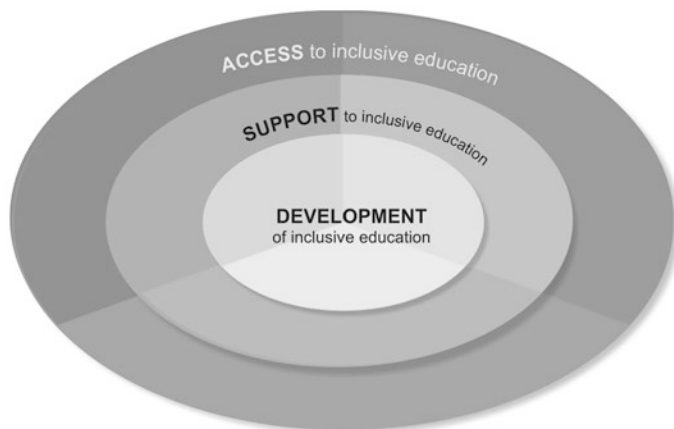 ACCESS to inclusive education
SUPPORT to inclusive education
DEVELOPMENT
of inclusive education